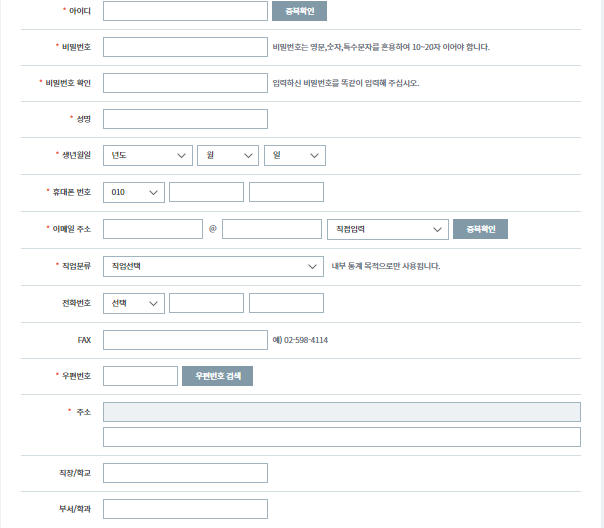 * 아이디 중복확인
* 비밀번호 비밀번호는 영문,숫자,특수문자를 혼용하여 10~20자 이어야 합니다.
* 비밀번호 확인 입력하신 비밀번호를 똑같이 입력해 주십시오.
* 성명
* 생년월일 년도 월 일
* 휴대폰 번호 010
* 이메일 주소 @ 직접입력 중복확인
* 직업분류 직업선택 내부 통계 목적으로만 사용됩니다.
전화번호 선택
FAX 예) 02-598-4114
* 우편번호 우편번호 검색
* 주소
직장/학교
부서/학과